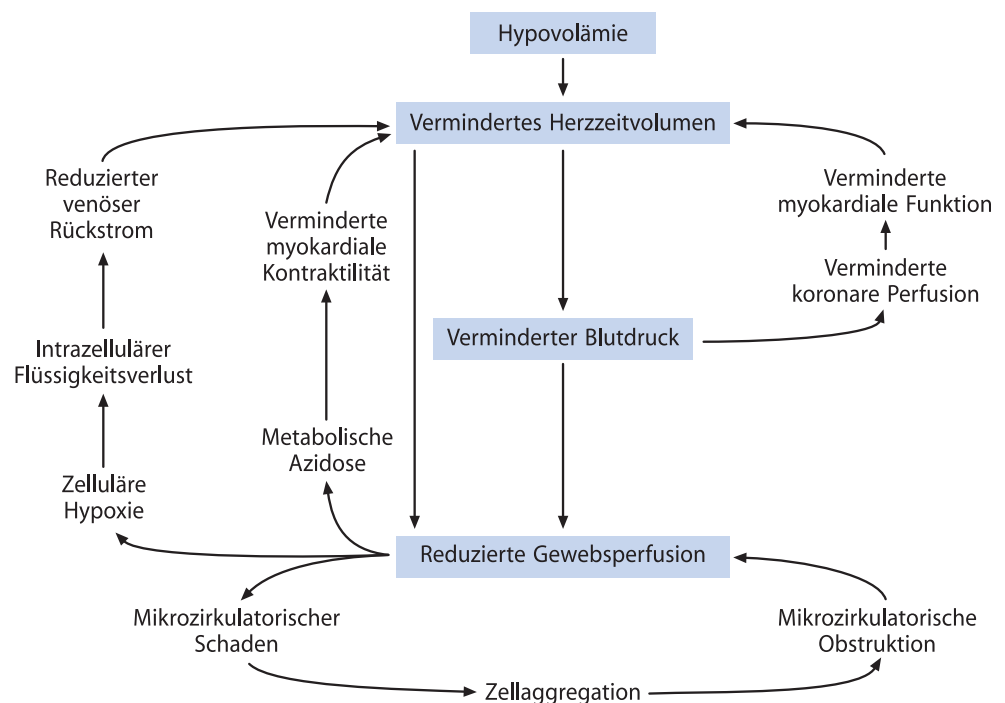 Hypovolämie
Vermindertes Herzzeitvolumen
Reduzierter
venöser
Rückstrom
Verminderte
myokardiale
Kontraktilität
Verminderte
myokardiale Funktion
Verminderte
koronare Perfusion
Intrazellulärer
Flüssigkeitsverlust
Verminderter Blutdruck
Metabolische
Azidose
Zelluläre
Hypoxie
Reduzierte Gewebsperfusion
Mikrozirkulatorischer
Schaden
Mikrozirkulatorische
Obstruktion
Zellaggregation